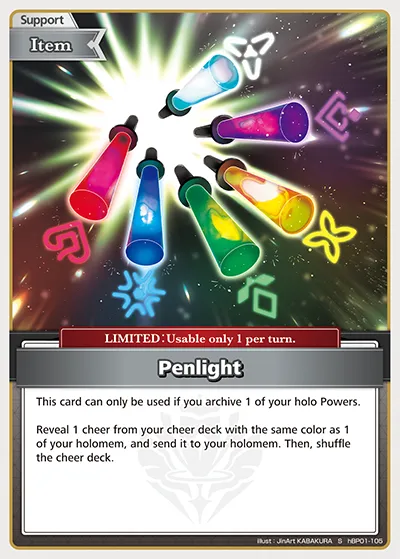 Support
Item
LIMITED:Usable only 1 per turn.
Penlight
This card can only be used if you archive 1 of your holo Powers.
Reveal 1 cheer from your cheer deck with the same color as 1
of your holomem, and send it to your holomem. Then, shuffle
the cheer deck.
illust : JinArt KABAKURA S hBP01-105